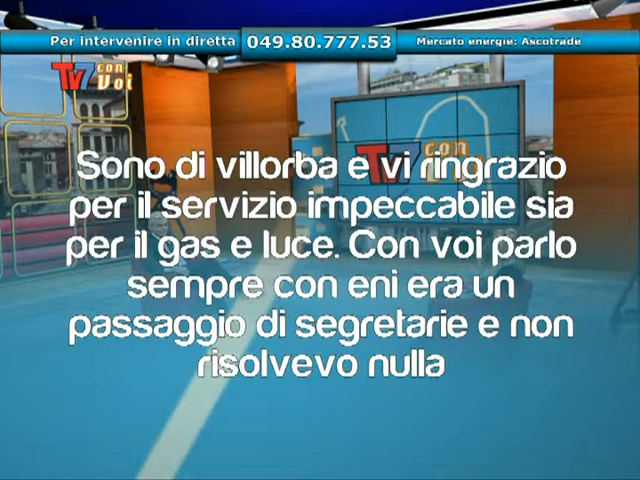 Per intervenire in diretta 049.80.777.53 Mercato energie: Ascotrade
TV7 con Voi
TV7 con
Sono di villorba e vi ringrazio
per il servizio impeccabile sia
per il gas e luce. Con voi parlo
sempre con eni era un
passaggio di segretarie e non
risolvevo nulla